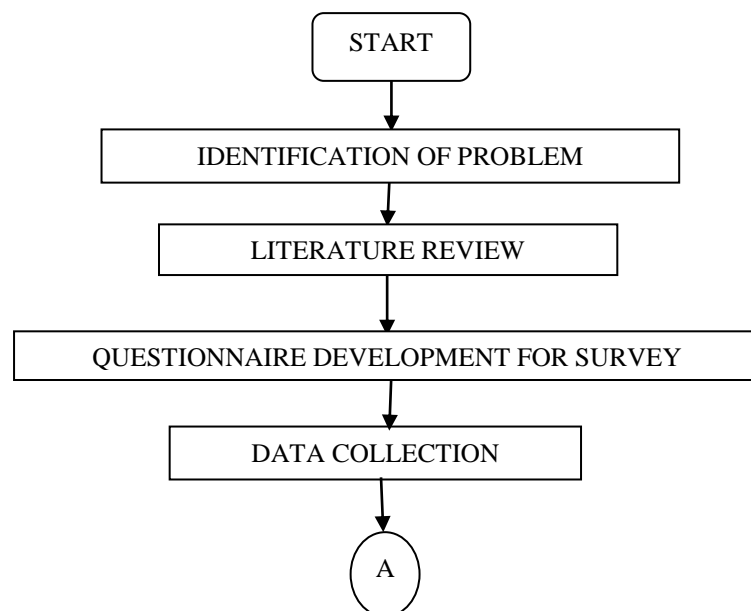 START
IDENTIFICATION OF PROBLEM
LITERATURE REVIEW
QUESTIONNAIRE DEVELOPMENT FOR SURVEY
DATA COLLECTION
A